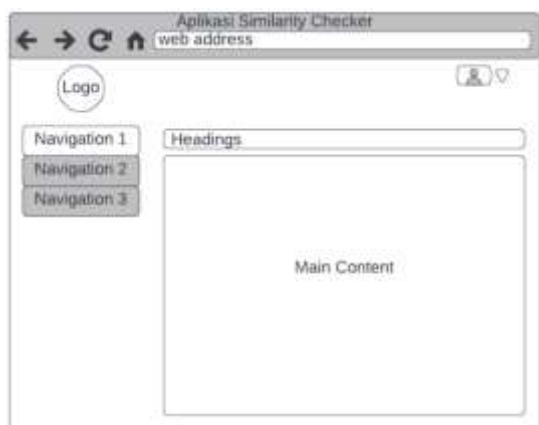 Aplikasi Similarity Checker
web address
Logo
Navigation 1
Headings
Navigation 2
Navigation 3
Main Content